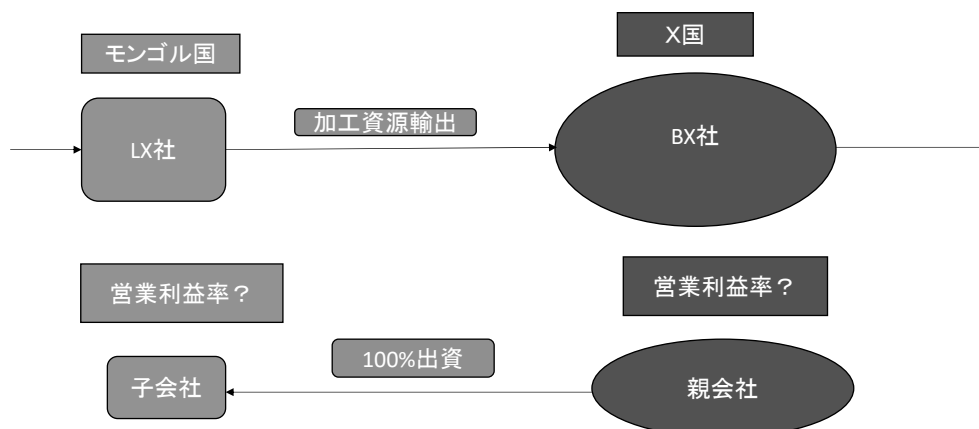 モンゴル国
X国
LX社
加工資源輸出
BX社
営業利益率？
営業利益率？
子会社
100%出資
親会社